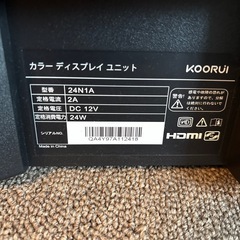 カラー ディスプレイ ユニット
KOORUI
型番 24N1A
定格電流 2A
定格電圧 DC 12V
定格消費電力 24W
シリアルNO.
QA4Y07A112418
Made in China
HDMI